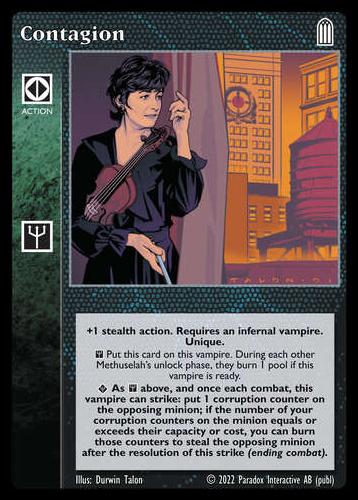 Contagion
ACTION
TALON-01
+1 stealth action. Requires an infernal vampire.
Unique.
Put this card on this vampire. During each other
Methuselah's unlock phase, they burn 1 pool if this
vampire is ready.
As above, and once each combat, this
vampire can strike: put 1 corruption counter on
the opposing minion; if the number of your
corruption counters on the minion equals or
exceeds their capacity or cost, you can burn
those counters to steal the opposing minion
after the resolution of this strike (ending combat).
Illus: Durwin Talon © 2022 Paradox Interactive AB (publ)